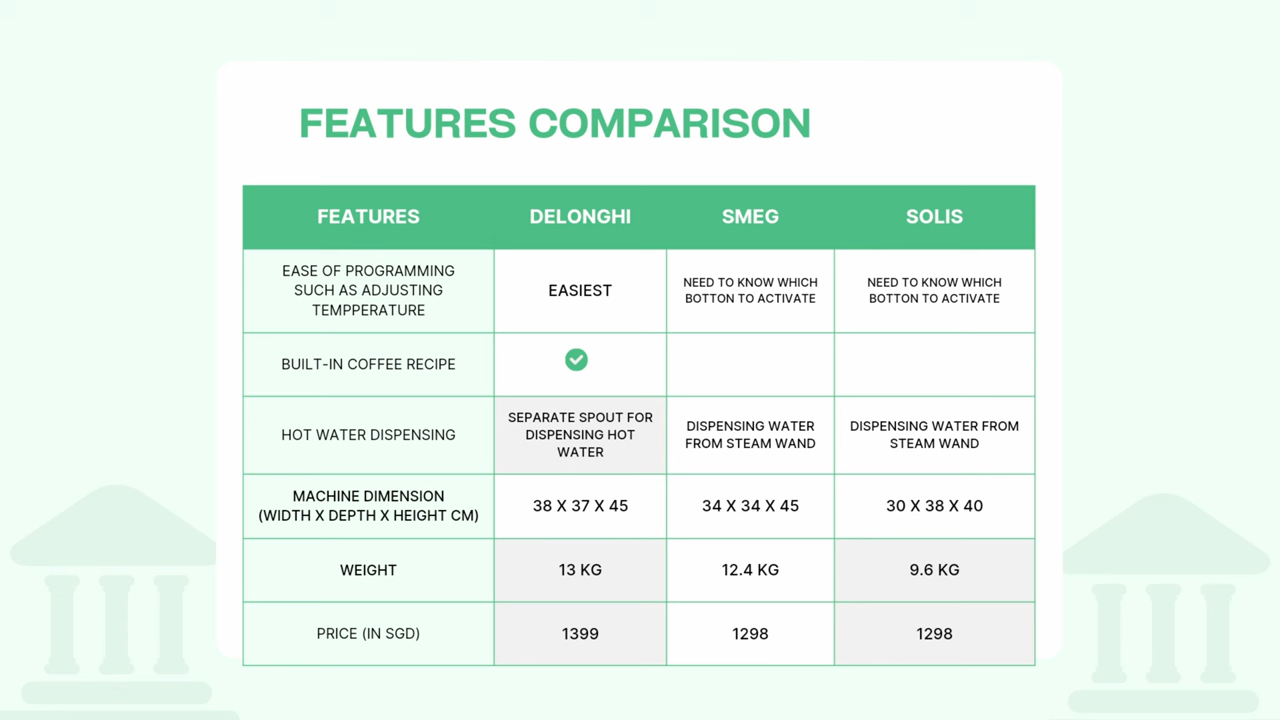 FEATURES COMPARISON
FEATURES DELONGHI SMEG SOLIS
EASE OF PROGRAMMING
SUCH AS ADJUSTING
TEMPPERATURE
EASIEST
NEED TO KNOW WHICH
BOTTON TO ACTIVATE
NEED TO KNOW WHICH
BOTTON TO ACTIVATE
BUILT-IN COFFEE RECIPE
HOT WATER DISPENSING
SEPARATE SPOUT FOR
DISPENSING HOT
WATER
DISPENSING WATER
FROM STEAM WAND
DISPENSING WATER FROM
STEAM WAND
MACHINE DIMENSION
(WIDTH X DEPTH X HEIGHT CM)
38 X 37 X 45
34 X 34 X 45
30 X 38 X 40
WEIGHT
13 KG
12.4 KG
9.6 KG
PRICE (IN SGD)
1399
1298
1298